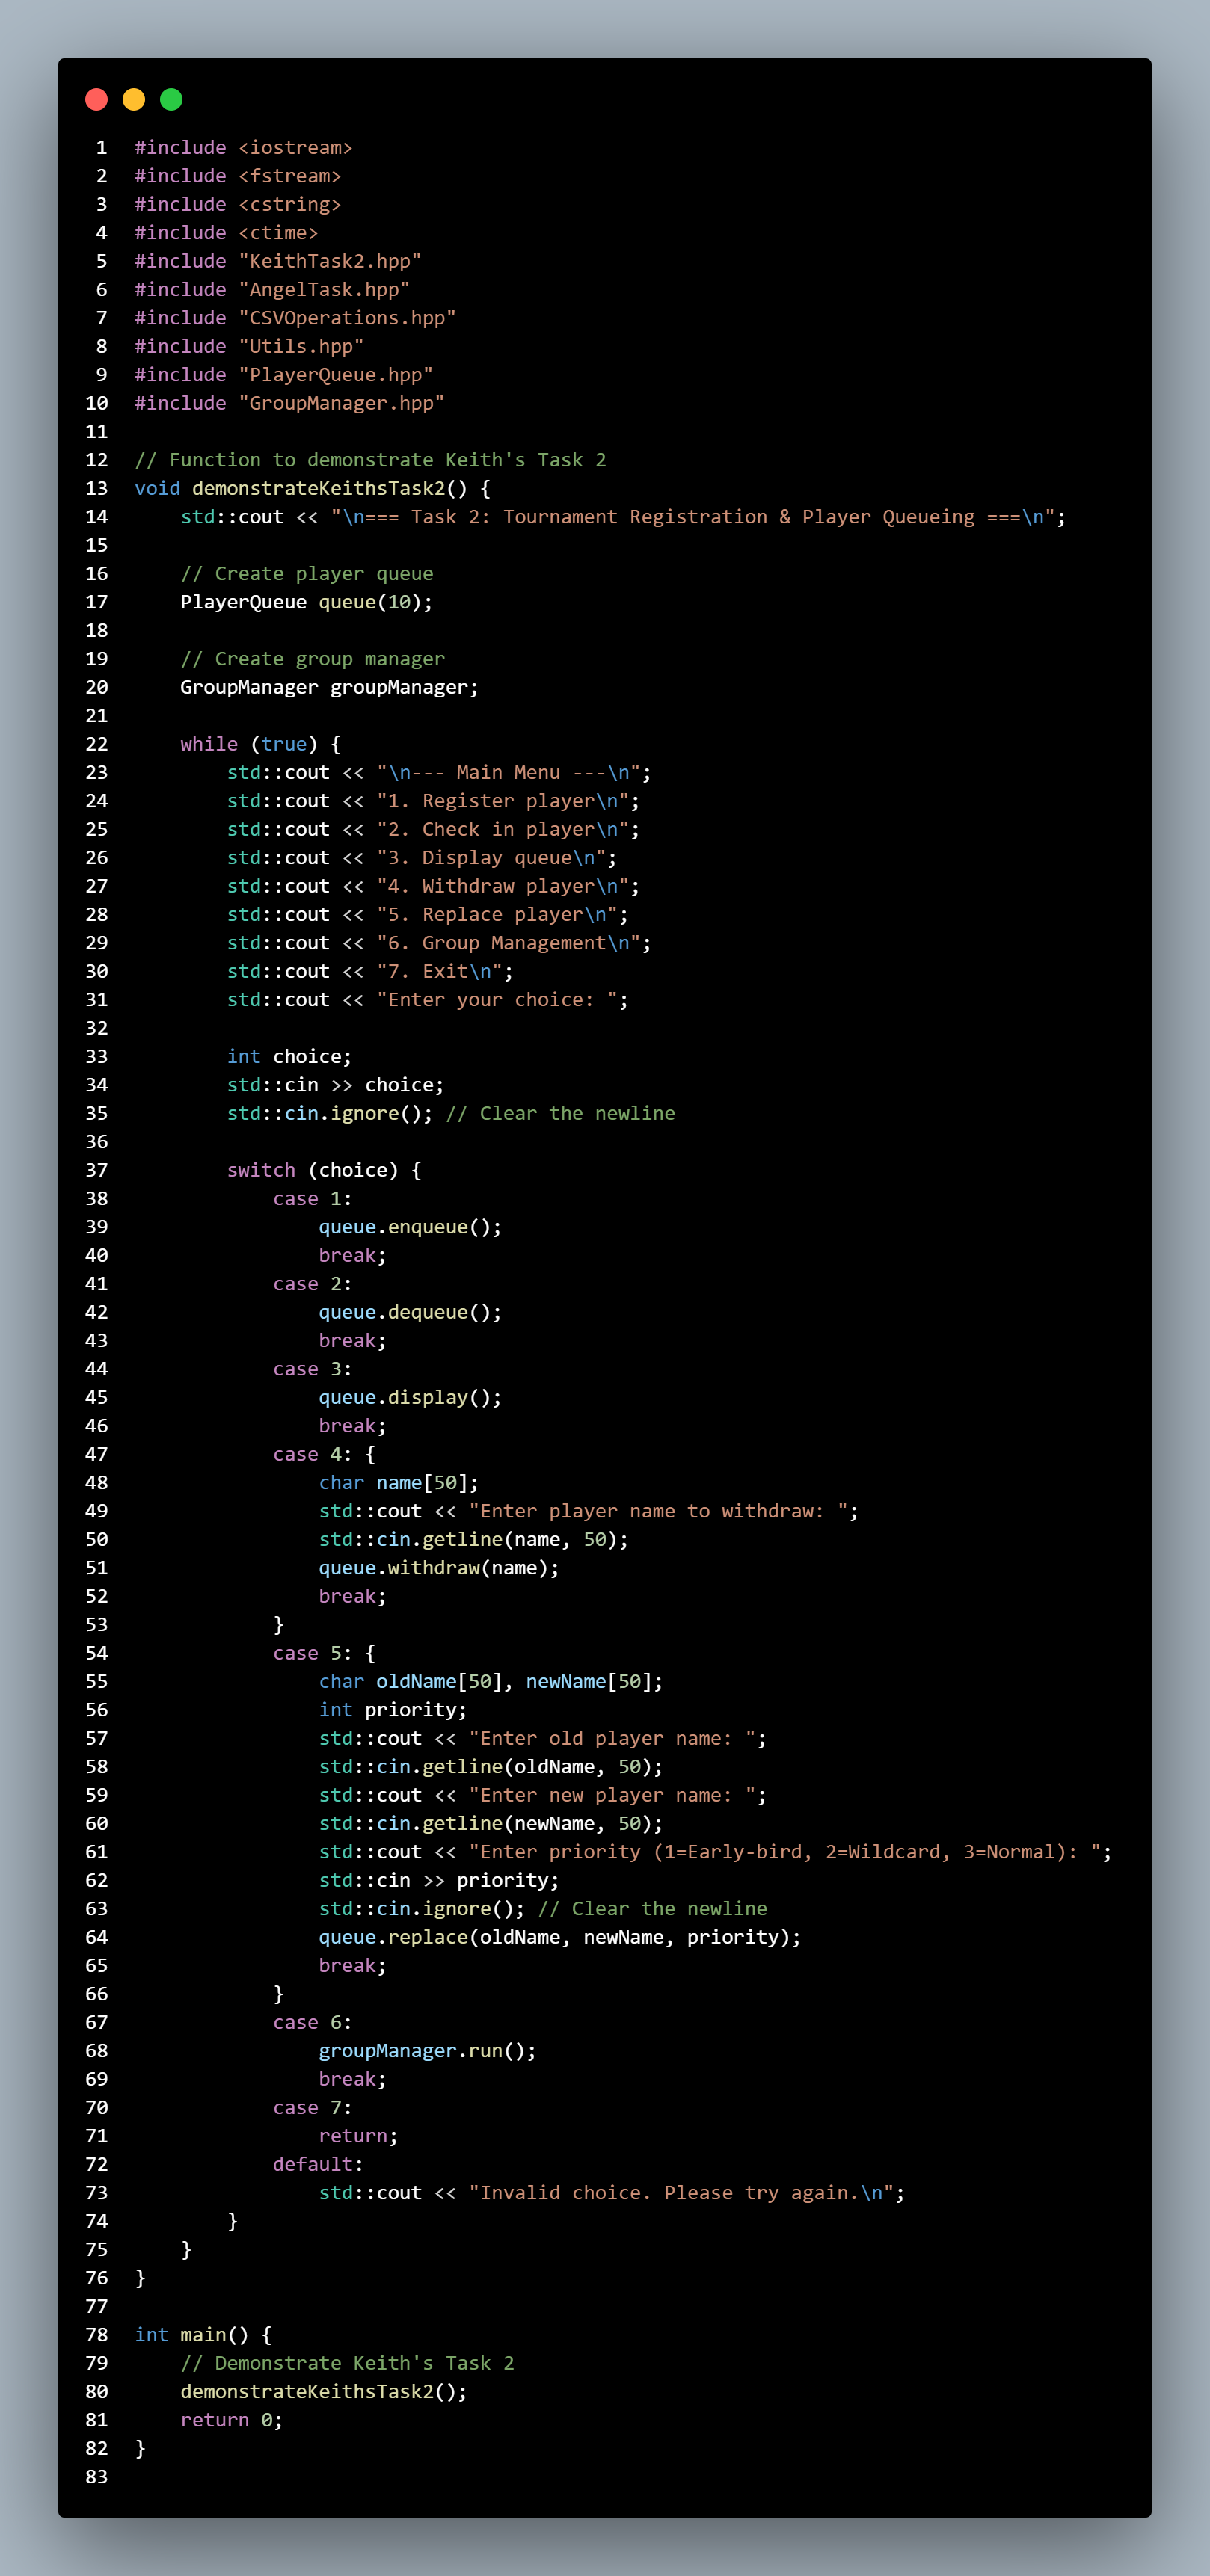 1 #include <iostream>
2 #include <fstream>
3 #include <cstring>
4 #include <ctime>
5 #include "KeithTask2.hpp"
6 #include "AngelTask.hpp"
7 #include "CSVOperations.hpp"
8 #include "Utils.hpp"
9 #include "PlayerQueue.hpp"
10 #include "GroupManager.hpp"
11
12 // Function to demonstrate Keith's Task 2
13 void demonstrateKeithsTask2() {
14     std::cout << "\n=== Task 2: Tournament Registration & Player Queueing ===\n";
15
16     // Create player queue
17     PlayerQueue queue(10);
18
19     // Create group manager
20     GroupManager groupManager;
21
22     while (true) {
23         std::cout << "\n--- Main Menu ---\n";
24         std::cout << "1. Register player\n";
25         std::cout << "2. Check in player\n";
26         std::cout << "3. Display queue\n";
27         std::cout << "4. Withdraw player\n";
28         std::cout << "5. Replace player\n";
29         std::cout << "6. Group Management\n";
30         std::cout << "7. Exit\n";
31         std::cout << "Enter your choice: ";
32
33         int choice;
34         std::cin >> choice;
35         std::cin.ignore(); // Clear the newline
36
37         switch (choice) {
38             case 1:
39                 queue.enqueue();
40                 break;
41             case 2:
42                 queue.dequeue();
43                 break;
44             case 3:
45                 queue.display();
46                 break;
47             case 4: {
48                 char name[50];
49                 std::cout << "Enter player name to withdraw: ";
50                 std::cin.getline(name, 50);
51                 queue.withdraw(name);
52                 break;
53             }
54             case 5: {
55                 char oldName[50], newName[50];
56                 int priority;
57                 std::cout << "Enter old player name: ";
58                 std::cin.getline(oldName, 50);
59                 std::cout << "Enter new player name: ";
60                 std::cin.getline(newName, 50);
61                 std::cout << "Enter priority (1=Early-bird, 2=Wildcard, 3=Normal): ";
62                 std::cin >> priority;
63                 std::cin.ignore(); // Clear the newline
64                 queue.replace(oldName, newName, priority);
65                 break;
66             }
67             case 6:
68                 groupManager.run();
69                 break;
70             case 7:
71                 return;
72             default:
73                 std::cout << "Invalid choice. Please try again.\n";
74         }
75     }
76 }
77
78 int main() {
79     // Demonstrate Keith's Task 2
80     demonstrateKeithsTask2();
81     return 0;
82 }
83